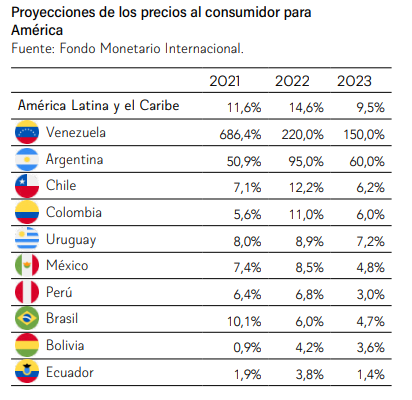 Proyecciones de los precios al consumidor para
América
Fuente: Fondo Monetario Internacional.
2021 2022 2023
América Latina y el Caribe 11,6% 14,6% 9,5%
Venezuela 686,4% 220,0% 150,0%
Argentina 50,9% 95,0% 60,0%
Chile 7,1% 12,2% 6,2%
Colombia 5,6% 11,0% 6,0%
Uruguay 8,0% 8,9% 7,2%
México 7,4% 8,5% 4,8%
Perú 6,4% 6,8% 3,0%
Brasil 10,1% 6,0% 4,7%
Bolivia 0,9% 4,2% 3,6%
Ecuador 1,9% 3,8% 1,4%